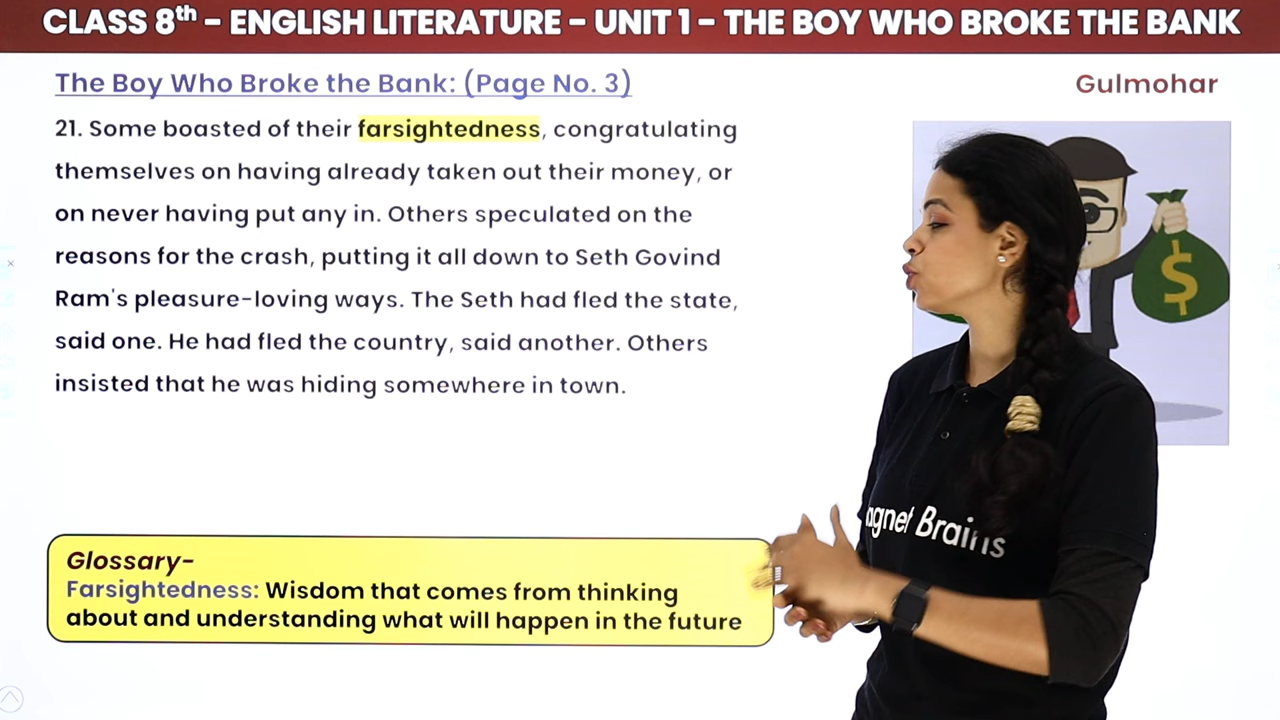 CLASS 8th - ENGLISH LITERATURE - UNIT 1 - THE BOY WHO BROKE THE BANK
The Boy Who Broke the Bank: (Page No. 3)
Gulmohar
21. Some boasted of their farsightedness, congratulating
themselves on having already taken out their money, or
on never having put any in. Others speculated on the
reasons for the crash, putting it all down to Seth Govind
Ram's pleasure-loving ways. The Seth had fled the state,
said one. He had fled the country, said another. Others
insisted that he was hiding somewhere in town.
$
agnet Brains
Glossary-
Farsightedness: Wisdom that comes from thinking
about and understanding what will happen in the future